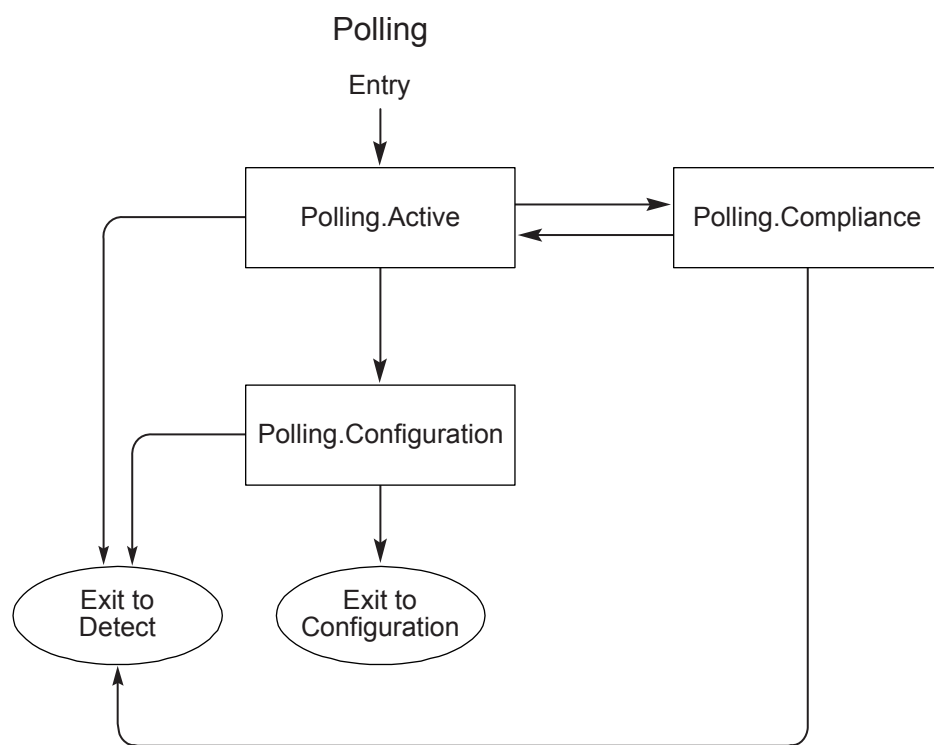 Polling
Entry
Polling.Active
Polling.Compliance
Polling.Configuration
Exit to
Detect
Exit to
Configuration